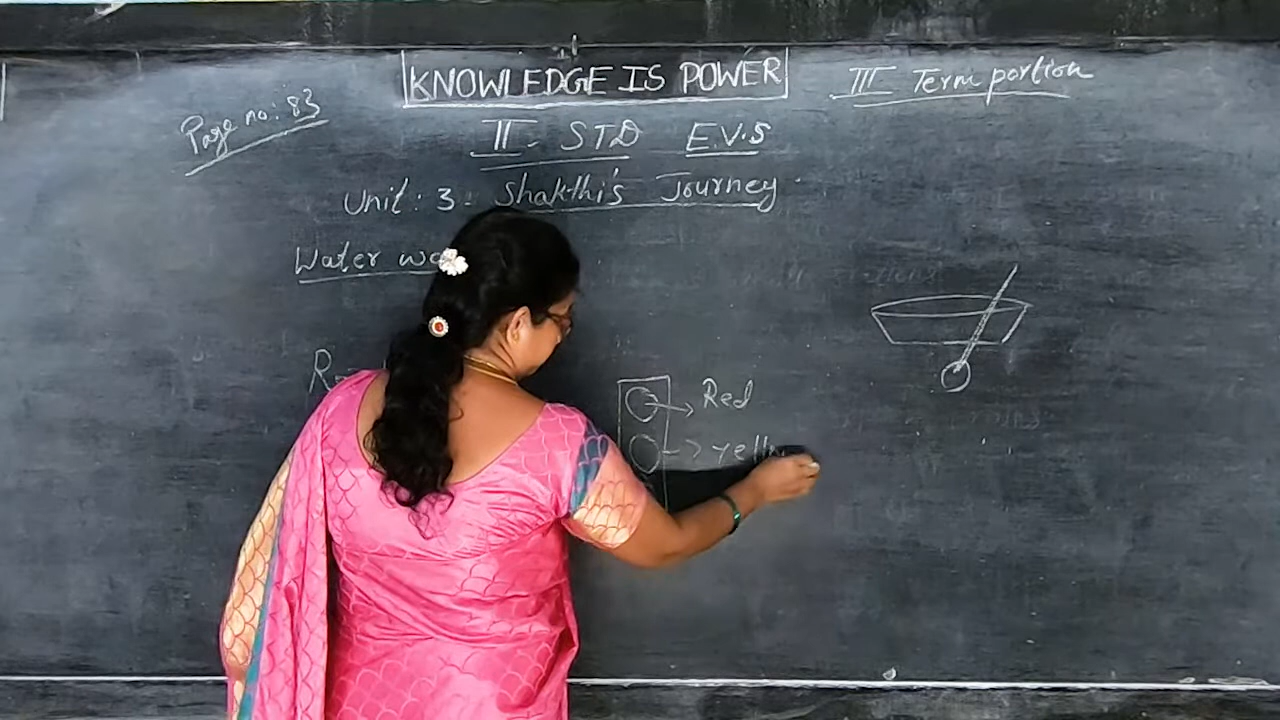 KNOWLEDGE IS POWER
III Term portion
Page no: 83
II - STD E.V.S
Unit: 3: Shakthi's Journey
Water
Red